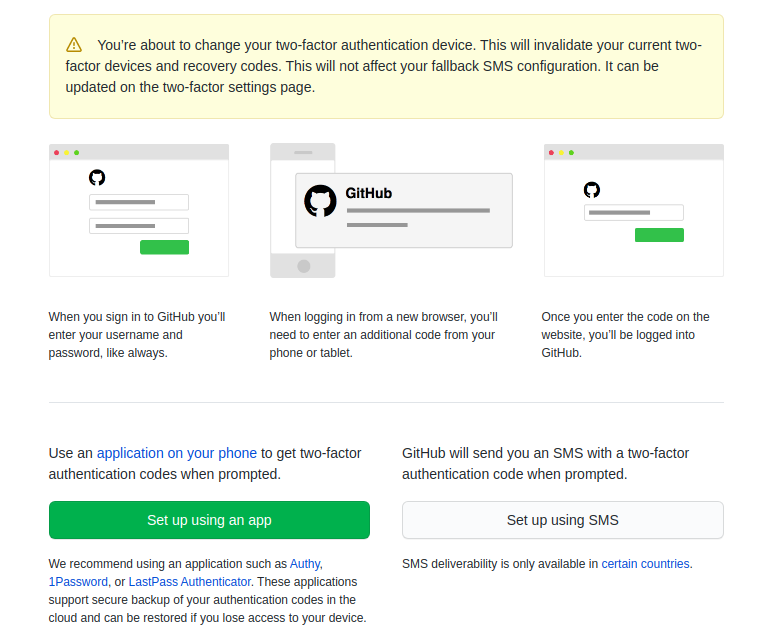 You’re about to change your two-factor authentication device. This will invalidate your current two-
factor devices and recovery codes. This will not affect your fallback SMS configuration. It can be
updated on the two-factor settings page.
GitHub
When you sign in to GitHub you’ll
enter your username and
password, like always.
When logging in from a new browser, you’ll
need to enter an additional code from your
phone or tablet.
Once you enter the code on the
website, you’ll be logged into
GitHub.
Use an application on your phone to get two-factor
authentication codes when prompted.
Set up using an app
We recommend using an application such as Authy,
1Password, or LastPass Authenticator. These applications
support secure backup of your authentication codes in the
cloud and can be restored if you lose access to your device.
GitHub will send you an SMS with a two-factor
authentication code when prompted.
Set up using SMS
SMS deliverability is only available in certain countries.